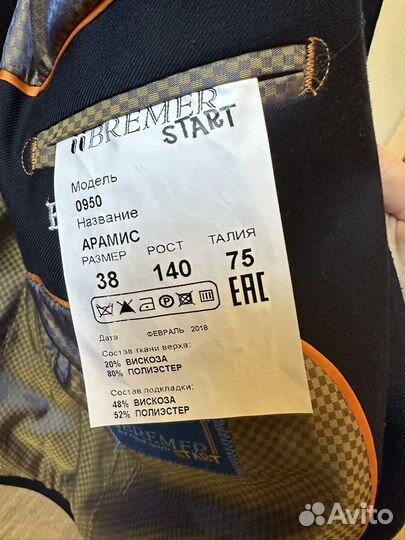 BREMER
START
Модель
0950
Название
АРАМИС
РАЗМЕР РОСТ ТАЛИЯ
38 140 75
EAC
Дата ФЕВРАЛЬ 2018
Состав ткани верха:
20% ВИСКОЗА
80% ПОЛИЭСТЕР
Состав подкладки:
48% ВИСКОЗА
52% ПОЛИЭСТЕР
BREMER
START
Avito